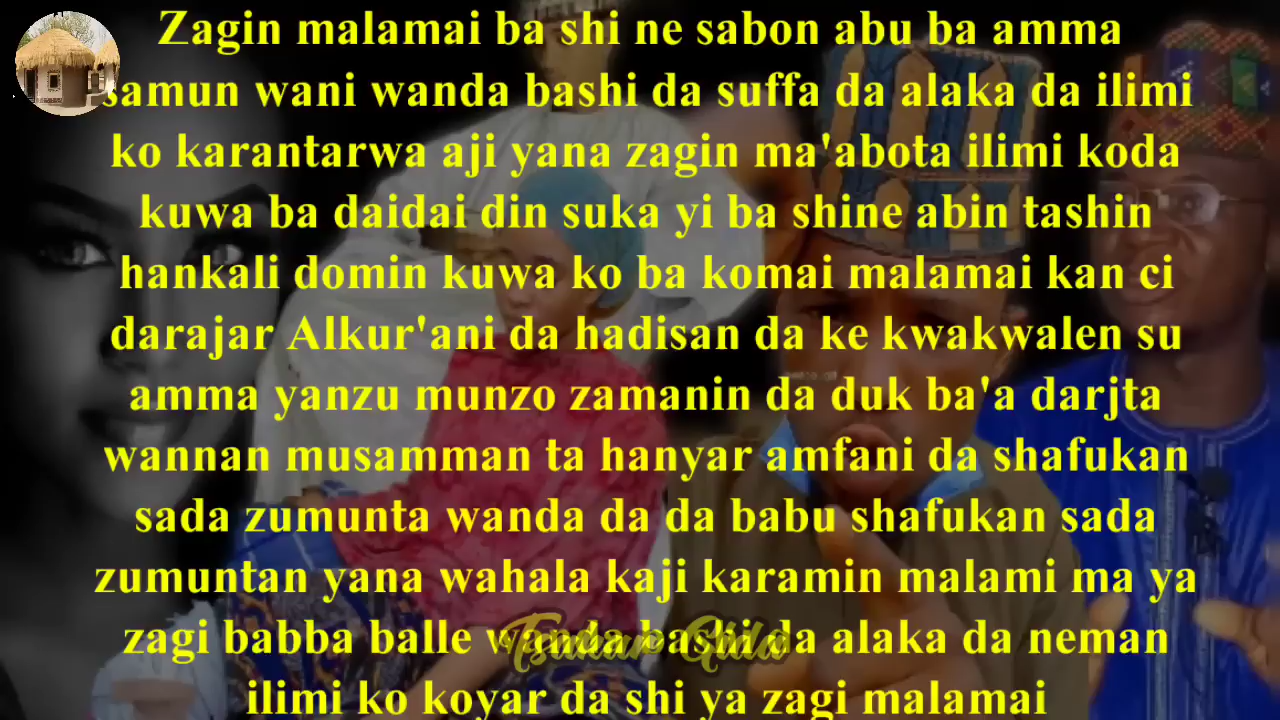 Zagin malamai ba shi ne sabon abu ba amma
samun wani wanda bashi da suffa da alaka da ilimi
ko karantarwa aji yana zagin ma'abota ilimi koda
kuwa ba daidai din suka yi ba shine abin tashin
hankali domin kuwa ko ba komai malamai kan ci
darajar Alkur'ani da hadisan da ke kwakwalen su
amma yanzu munzo zamanin da duk ba'a darjta
wannan musamman ta hanyar amfani da shafukan
sada zumunta wanda da da babu shafukan sada
zumuntan yana wahala kaji karamin malami ma ya
zagi babba balle wanda bashi da alaka da neman
ilimi ko koyar da shi ya zagi malamai